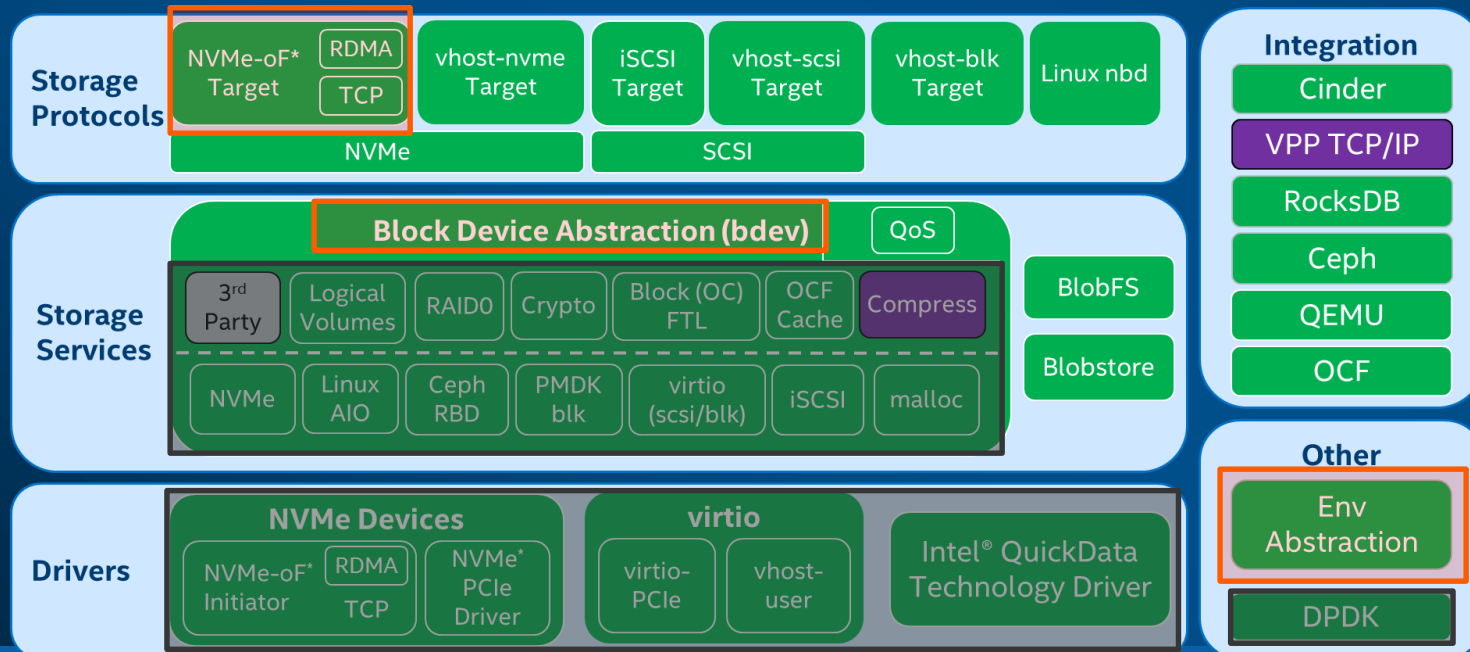 Storage
Protocols
NVMe-oF*
Target
RDMA
TCP
vhost-nvme
Target
iSCSI
Target
vhost-scsi
Target
vhost-blk
Target
Linux nbd
NVMe
SCSI
Storage
Services
Block Device Abstraction (bdev)
QoS
3rd
Party
Logical
Volumes
RAID0
Crypto
Block (OC)
FTL
OCF
Cache
Compress
NVMe
Linux
AIO
Ceph
RBD
PMDK
blk
virtio
(scsi/blk)
iSCSI
malloc
BlobFS
Blobstore
Drivers
NVMe Devices
NVMe-oF*
Initiator
RDMA
TCP
NVMe*
PCIe
Driver
virtio
virtio-
PCIe
vhost-
user
Intel® QuickData
Technology Driver
Integration
Cinder
VPP TCP/IP
RocksDB
Ceph
QEMU
OCF
Other
Env
Abstraction
DPDK